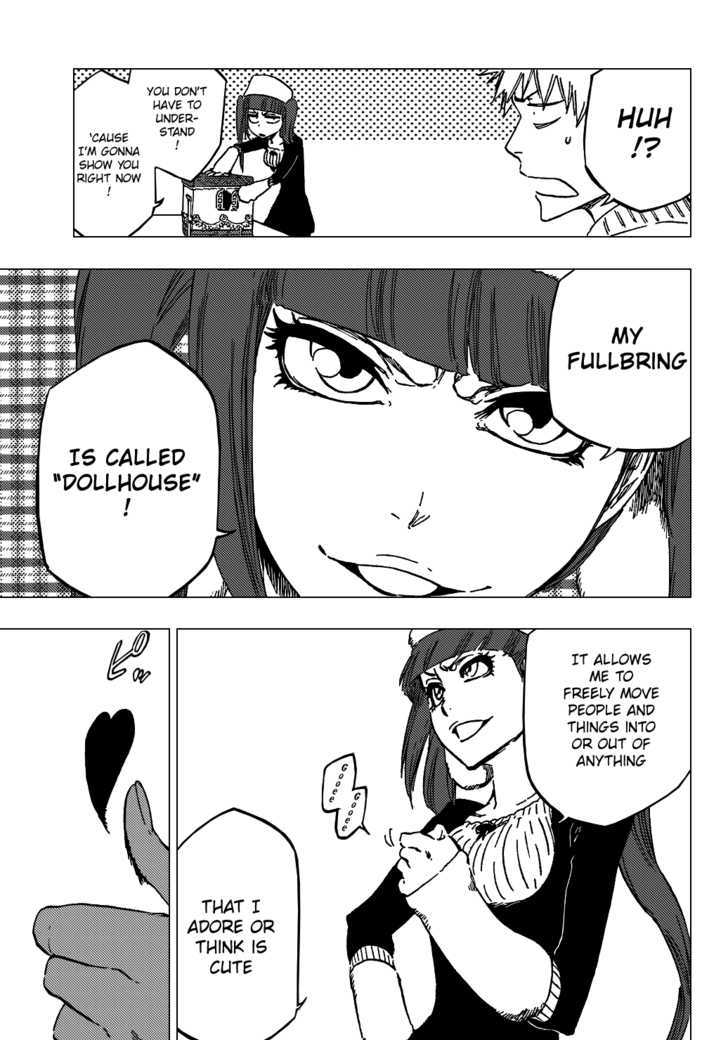 HUH
!?
YOU DON'T
HAVE TO
UNDER-
STAND
!
'CAUSE
I'M GONNA
SHOW YOU
RIGHT NOW
!
MY
FULLBRING
IS CALLED
"DOLLHOUSE"
!
IT ALLOWS
ME TO
FREELY MOVE
PEOPLE AND
THINGS INTO
OR OUT OF
ANYTHING
THAT I
ADORE OR
THINK IS
CUTE
ピッ